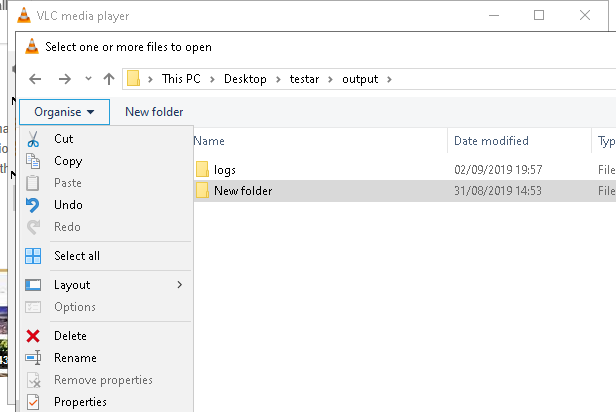 VLC media player
Select one or more files to open
This PC > Desktop > testar > output >
Organise New folder
Name Date modified Typ
logs 02/09/2019 19:57 File
New folder 31/08/2019 14:53 File
Cut
Copy
Paste
Undo
Redo
Select all
Layout >
Options
Delete
Rename
Remove properties
Properties